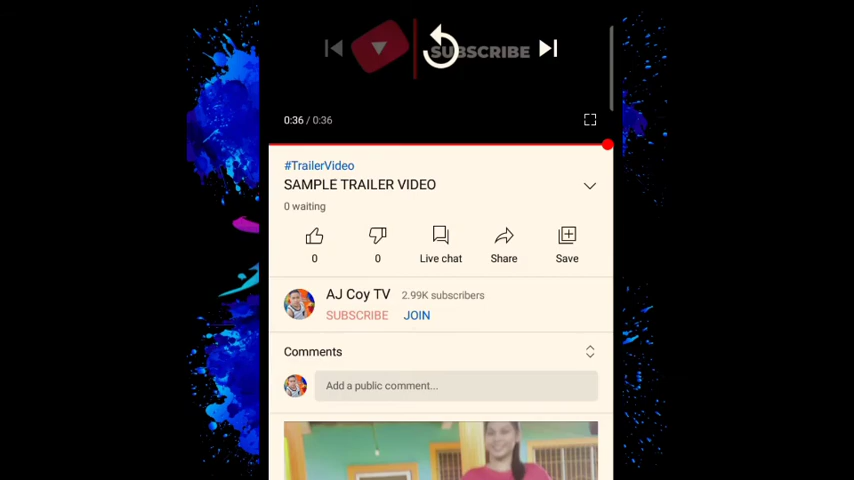 SUBSCRIBE
0:36 / 0:36
#TrailerVideo
SAMPLE TRAILER VIDEO
0 waiting
0 0 Live chat Share Save
AJ Coy TV 2.99K subscribers
SUBSCRIBE JOIN
Comments
Add a public comment...